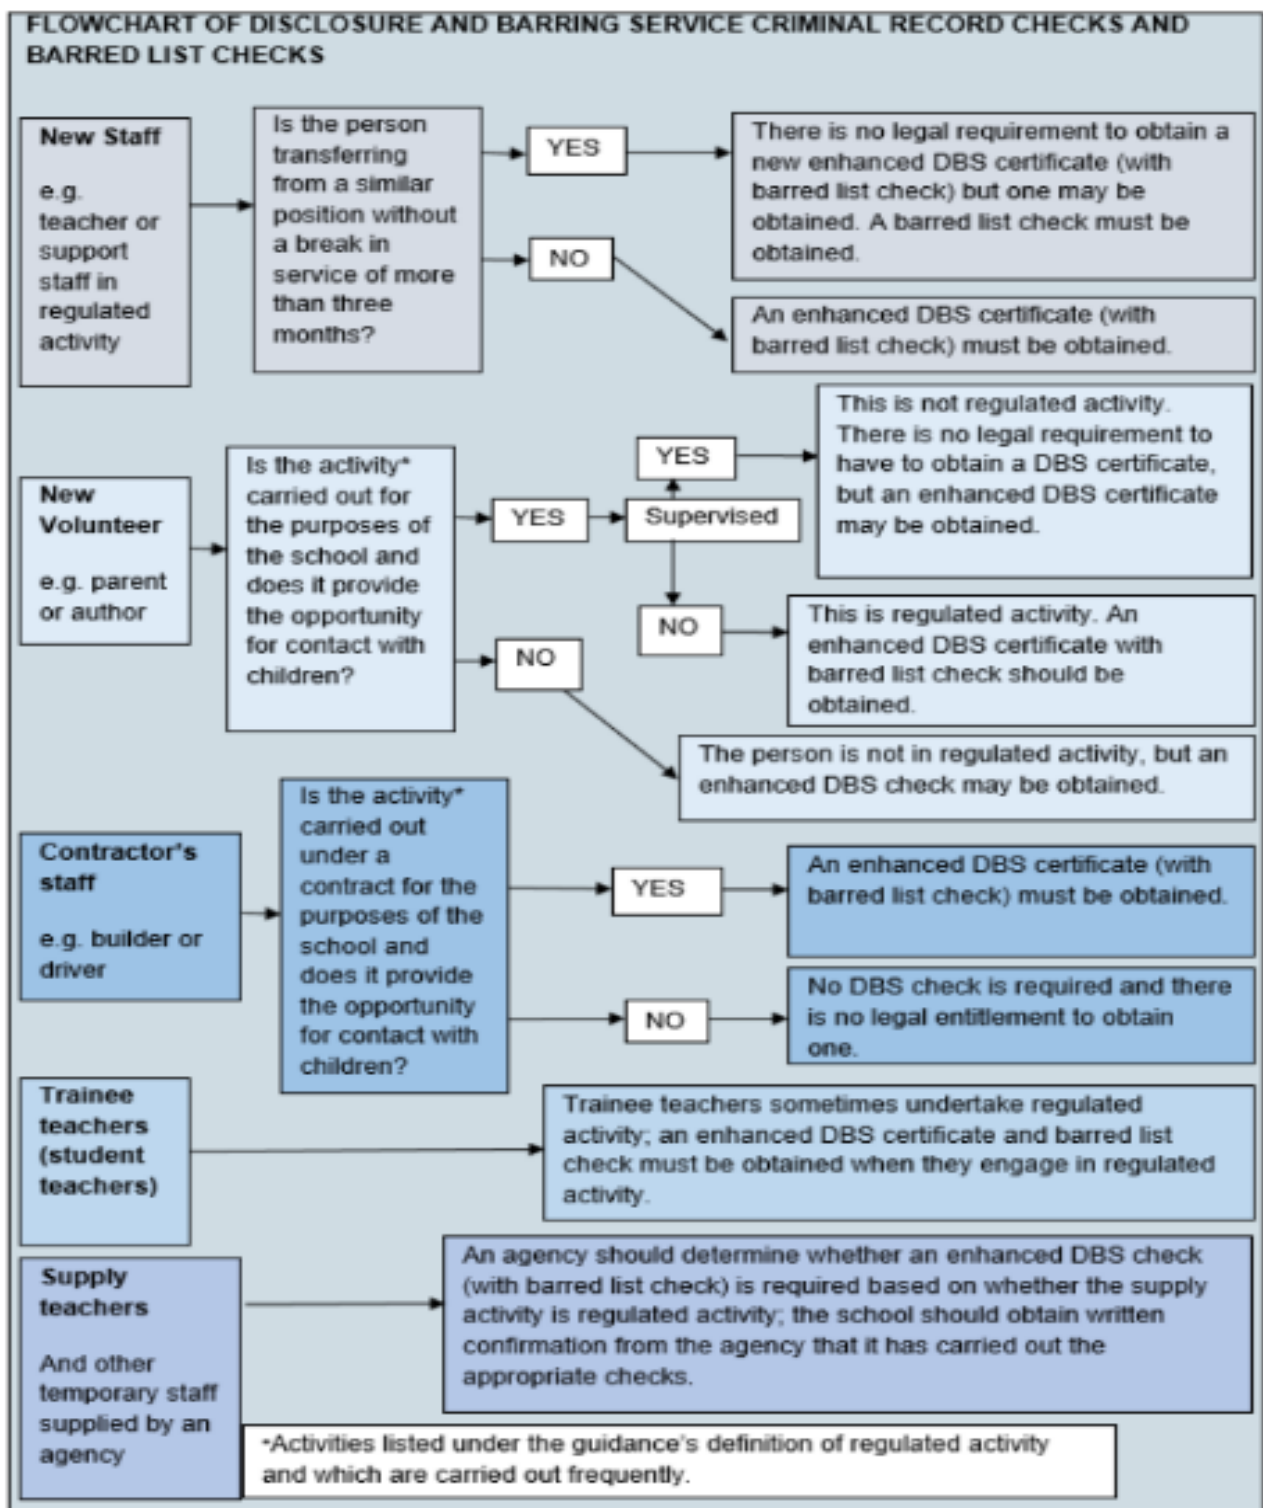 FLOWCHART OF DISCLOSURE AND BARRING SERVICE CRIMINAL RECORD CHECKS AND
BARRED LIST CHECKS
New Staff
e.g.
teacher or
support
staff in
regulated
activity
Is the person
transferring
from a similar
position without
a break in
service of more
than three
months?
YES
There is no legal requirement to obtain a
new enhanced DBS certificate (with
barred list check) but one may be
obtained. A barred list check must be
obtained.
NO
An enhanced DBS certificate (with
barred list check) must be obtained.
New
Volunteer
e.g. parent
or author
Is the activity*
carried out for
the purposes of
the school and
does it provide
the opportunity
for contact with
children?
YES
Supervised
YES
This is not regulated activity.
There is no legal requirement to
have to obtain a DBS certificate,
but an enhanced DBS certificate
may be obtained.
NO
This is regulated activity. An
enhanced DBS certificate with
barred list check should be
obtained.
NO
The person is not in regulated activity, but an
enhanced DBS check may be obtained.
Contractor's
staff
e.g. builder or
driver
Is the activity*
carried out
under a
contract for the
purposes of the
school and
does it provide
the opportunity
for contact with
children?
YES
An enhanced DBS certificate (with
barred list check) must be obtained.
NO
No DBS check is required and there
is no legal entitlement to obtain
one.
Trainee
teachers
(student
teachers)
Trainee teachers sometimes undertake regulated
activity; an enhanced DBS certificate and barred list
check must be obtained when they engage in regulated
activity.
Supply
teachers
And other
temporary staff
supplied by an
agency
An agency should determine whether an enhanced DBS check
(with barred list check) is required based on whether the supply
activity is regulated activity; the school should obtain written
confirmation from the agency that it has carried out the
appropriate checks.
*Activities listed under the guidance's definition of regulated activity
and which are carried out frequently.